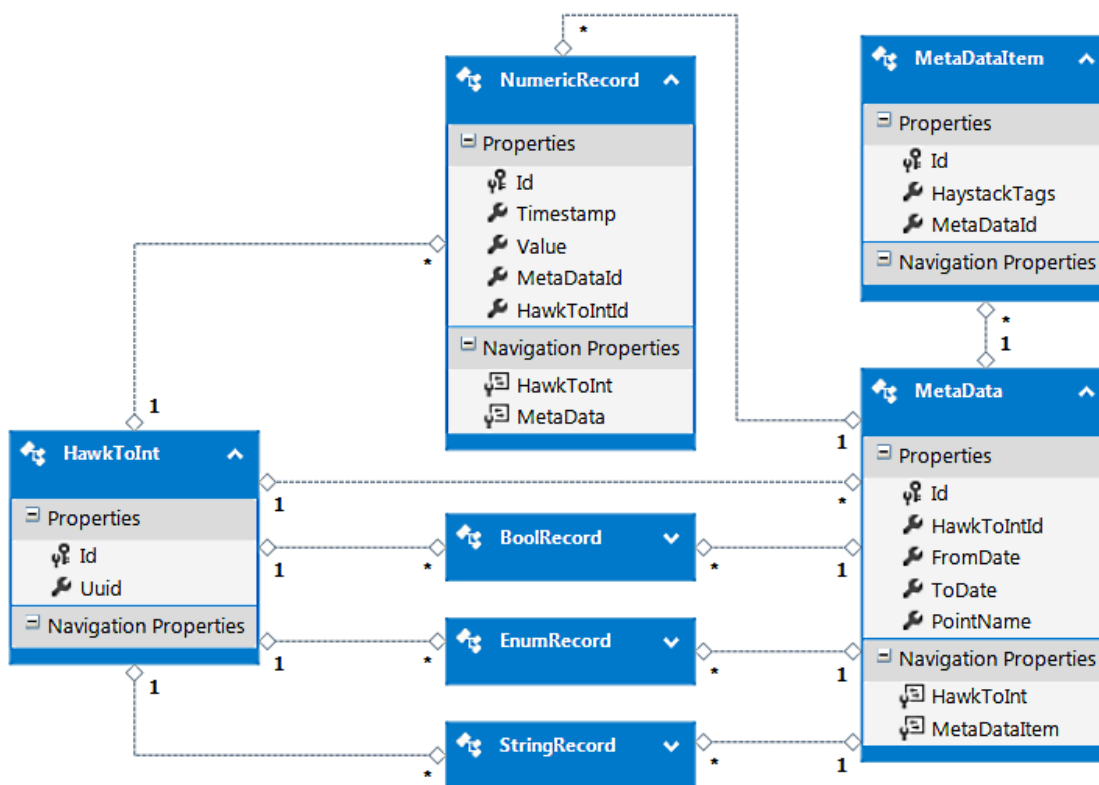 *
NumericRecord
Properties
Id
Timestamp
Value
MetaDataId
HawkToIntId
Navigation Properties
HawkToInt
MetaData
*
1
MetaDataItem
Properties
Id
HaystackTags
MetaDataId
Navigation Properties
*
1
HawkToInt
Properties
Id
Uuid
Navigation Properties
1
*
1
BoolRecord
*
1
*
1
EnumRecord
*
1
*
1
StringRecord
*
1
*
1
MetaData
Properties
Id
HawkToIntId
FromDate
ToDate
PointName
Navigation Properties
HawkToInt
MetaDataItem
1